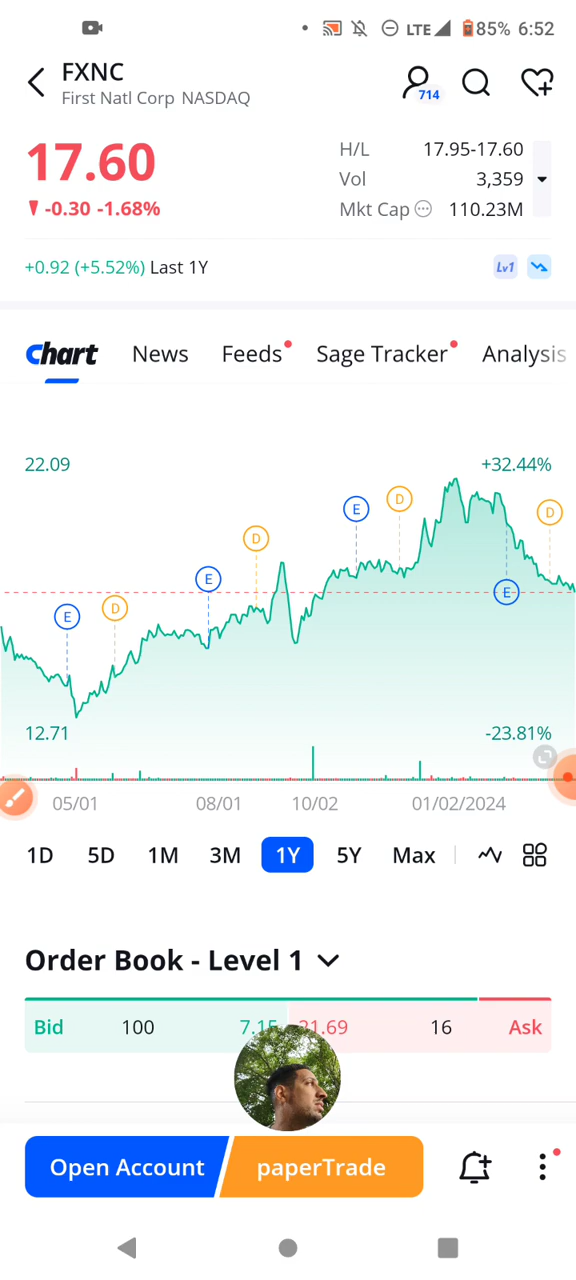 LTE 85% 6:52
FXNC
First Natl Corp NASDAQ
714
17.60
-0.30 -1.68%
H/L 17.95-17.60
Vol 3,359
Mkt Cap 110.23M
+0.92 (+5.52%) Last 1Y
Lv1
Chart News Feeds Sage Tracker Analysis
22.09 +32.44%
E D E D E D E D
12.71 -23.81%
05/01 08/01 10/02 01/02/2024
1D 5D 1M 3M 1Y 5Y Max
Order Book - Level 1
Bid 100 7.15 21.69 16 Ask
Open Account paperTrade